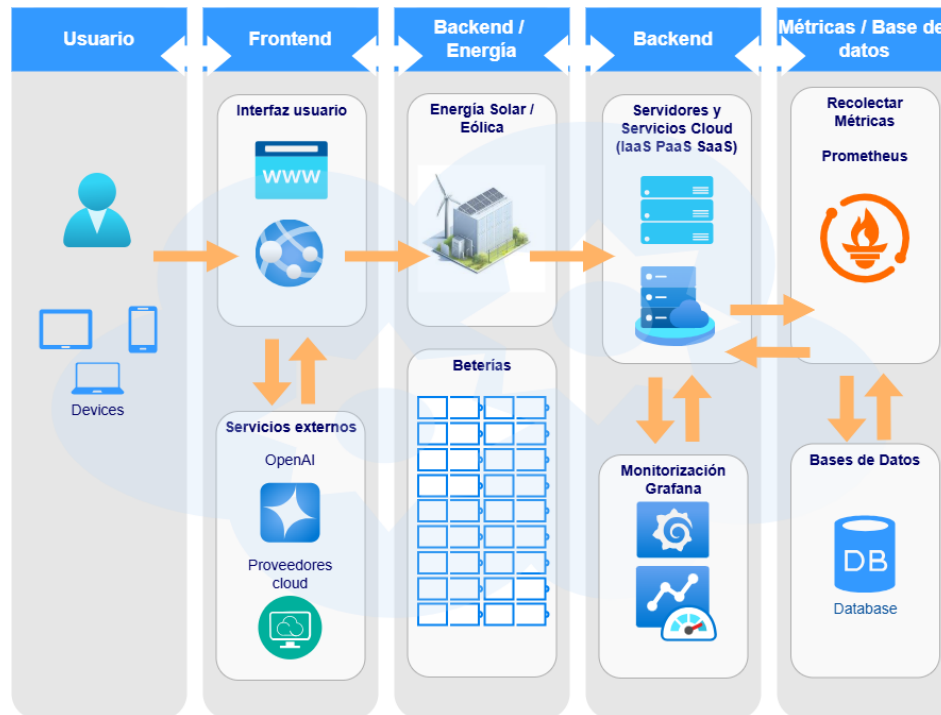 Usuario
Frontend
Backend /
Energía
Backend
Métricas / Base de
datos
Interfaz usuario
WWW
Servicios externos
OpenAI
Proveedores
cloud
Devices
Energía Solar /
Eólica
Beterías
Servidores y
Servicios Cloud
(IaaS PaaS SaaS)
Monitorización
Grafana
Recolectar
Métricas
Prometheus
Bases de Datos
DB
Database